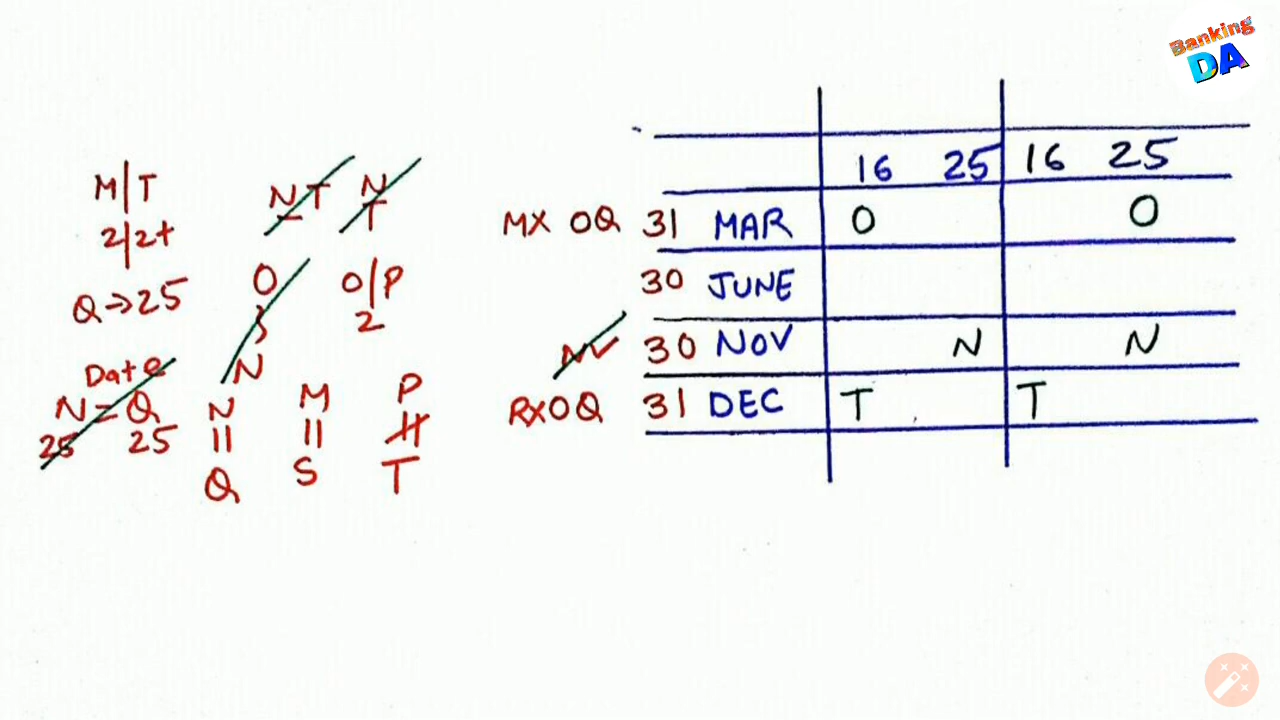 Banking
DA
M | T
2 | 2+
Q → 25
Date
N = Q
25 25
N T
N
T
O
N
O | P
2
N
=
Q
M
=
S
P
≠
T
16 25 16 25
MX OQ 31 MAR O O
30 JUNE
NV 30 NOV N N
RXOQ 31 DEC T T